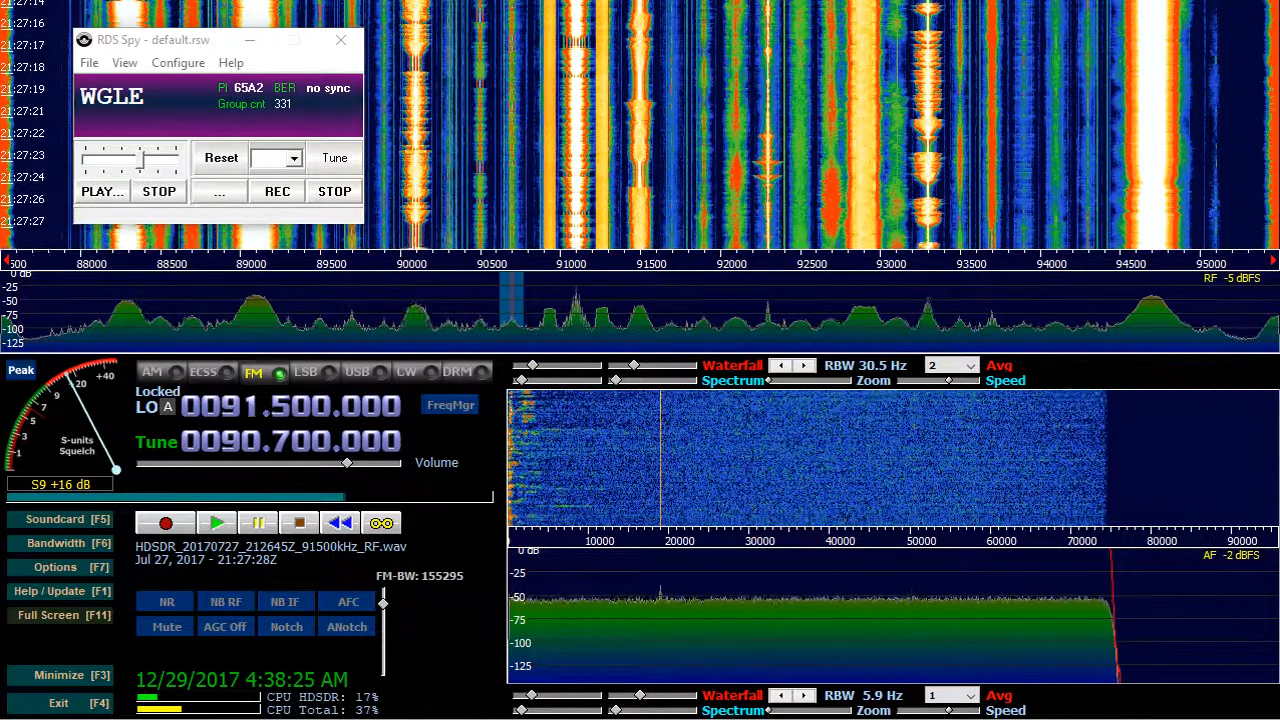 21:27:14
21:27:17
21:27:18
21:27:19
21:27:21
21:27:22
21:27:23
21:27:24
21:27:26
21:27:27
RDS Spy - default.rsw
File View Configure Help
WGLE PI 65A2 BER no sync
Group cnt 331
Reset Tune
PLAY... STOP ... REC STOP
500 88000 88500 89000 89500 90000 90500 91000 91500 92000 92500 93000 93500 94000 94500 95000
0 dB
-25
-50
-75
-100
-125
RF -5 dBFS
Peak
+20 +40
9
7
5
3
1
S-units
Squelch
S9 +16 dB
AM ECSS FM LSB USB CW DRM
Locked
LO A 0091.500.000 FreqMgr
Tune 0090.700.000
Volume
Soundcard [F5]
Bandwidth [F6]
Options [F7]
Help / Update [F1]
Full Screen [F11]
Minimize [F3]
Exit [F4]
HDSDR_20170727_212645Z_91500kHz_RF.wav
Jul 27, 2017 - 21:27:28Z
FM-BW: 155295
NR NB RF NB IF AFC
Mute AGC Off Notch ANotch
12/29/2017 4:38:25 AM
CPU HDSDR: 17%
CPU Total: 37%
Waterfall RBW 30.5 Hz 2 Avg
Spectrum Zoom Speed
0 10000 20000 30000 40000 50000 60000 70000 80000 90000
0 dB
-25
-50
-75
-100
-125
AF -2 dBFS
Waterfall RBW 5.9 Hz 1 Avg
Spectrum Zoom Speed